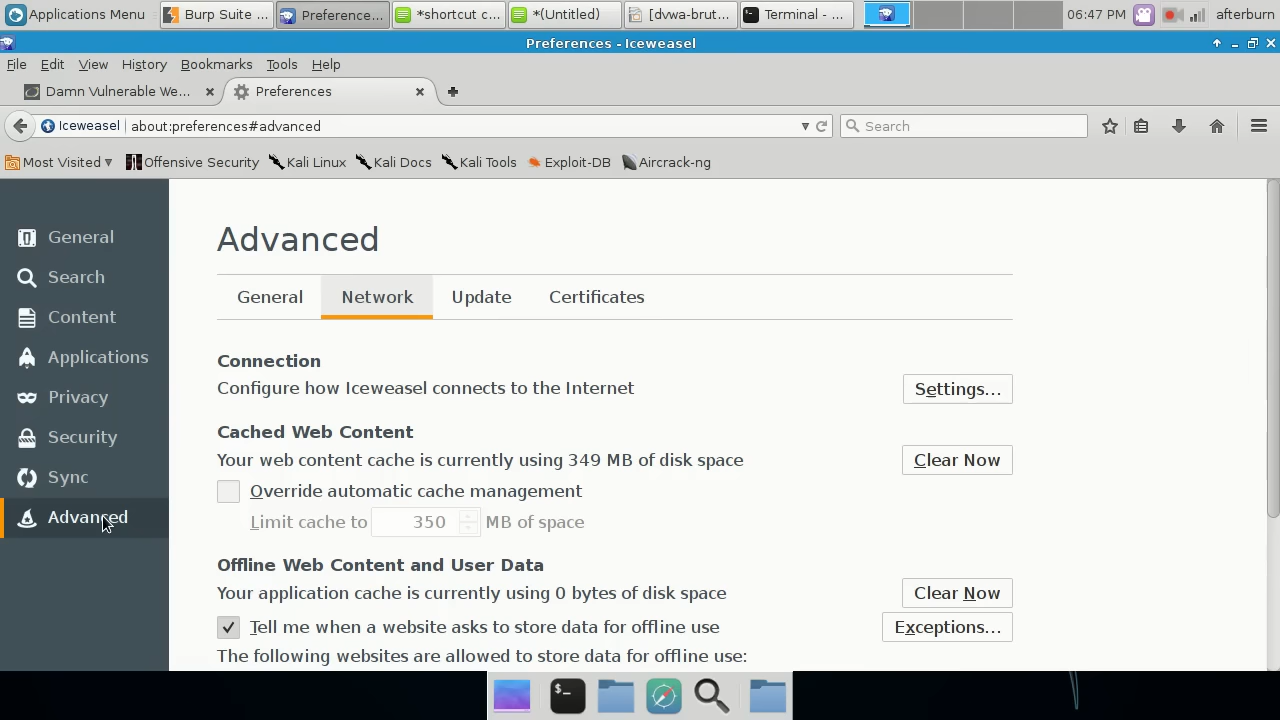 Applications Menu Burp Suite ... Preference... *shortcut c... *(Untitled) [dvwa-brut... Terminal - ... 06:47 PM afterburn
Preferences - Iceweasel
File Edit View History Bookmarks Tools Help
Damn Vulnerable We... Preferences
Iceweasel about:preferences#advanced Search
Most Visited Offensive Security Kali Linux Kali Docs Kali Tools Exploit-DB Aircrack-ng
General
Search
Content
Applications
Privacy
Security
Sync
Advanced
Advanced
General Network Update Certificates
Connection
Configure how Iceweasel connects to the Internet Settings...
Cached Web Content
Your web content cache is currently using 349 MB of disk space Clear Now
Override automatic cache management
Limit cache to 350 MB of space
Offline Web Content and User Data
Your application cache is currently using 0 bytes of disk space Clear Now
Tell me when a website asks to store data for offline use Exceptions...
The following websites are allowed to store data for offline use: